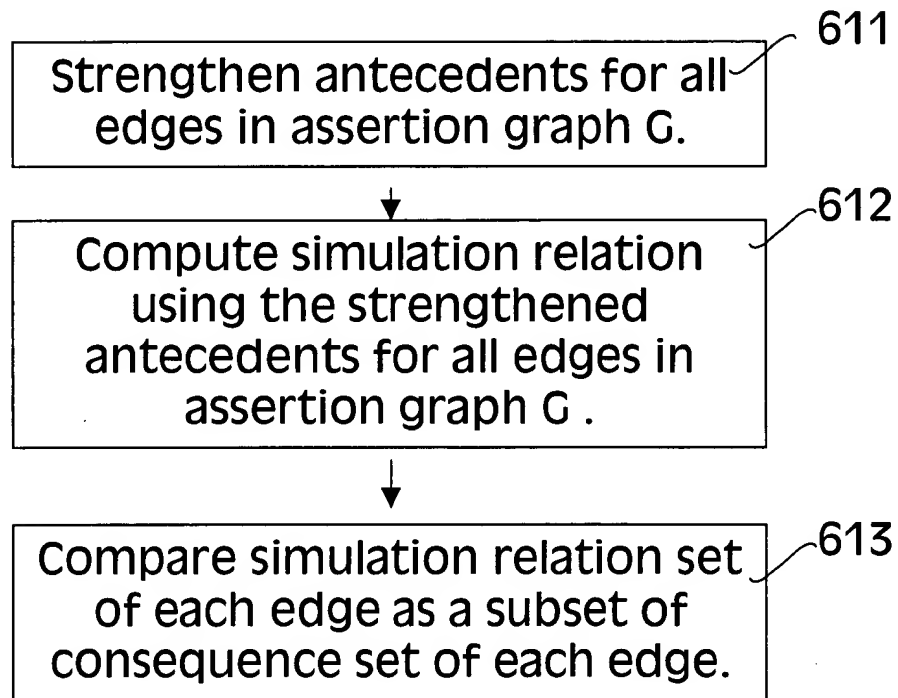 611
Strengthen antecedents for all
edges in assertion graph G.
612
Compute simulation relation
using the strengthened
antecedents for all edges in
assertion graph G .
613
Compare simulation relation set
of each edge as a subset of
consequence set of each edge.